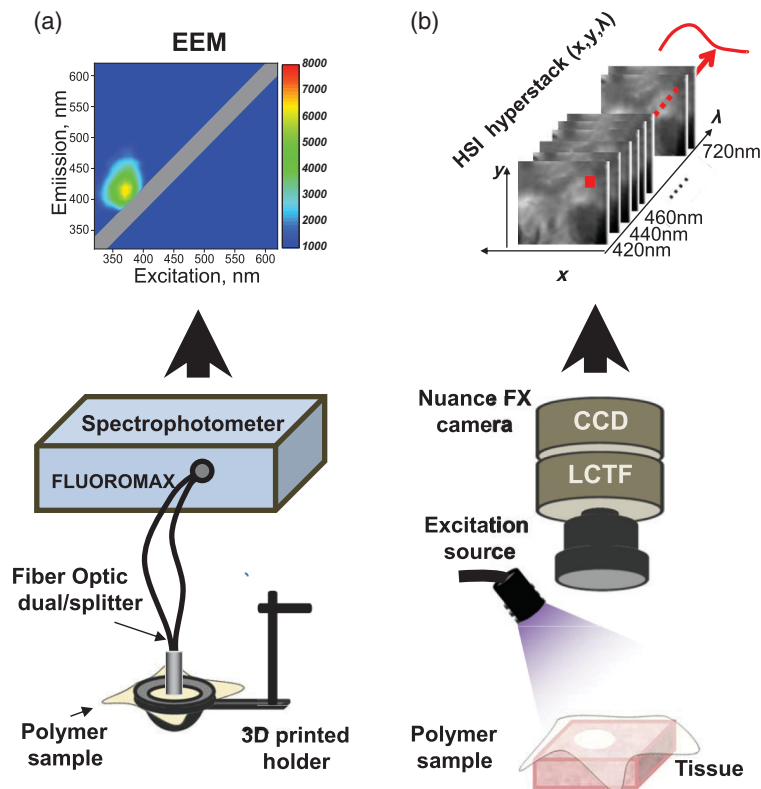 (a)
EEM
8000
7000
6000
5000
4000
3000
2000
1000
600
550
500
450
400
350
Emiission, nm
350 400 450 500 550 600
Excitation, nm
Spectrophotometer
FLUOROMAX
Fiber Optic
dual/splitter
Polymer
sample
3D printed
holder
(b)
HSI hyperstack (x,y,λ)
λ
720nm
460nm
440nm
420nm
y
x
Nuance FX
camera
CCD
LCTF
Excitation
source
Polymer
sample
Tissue